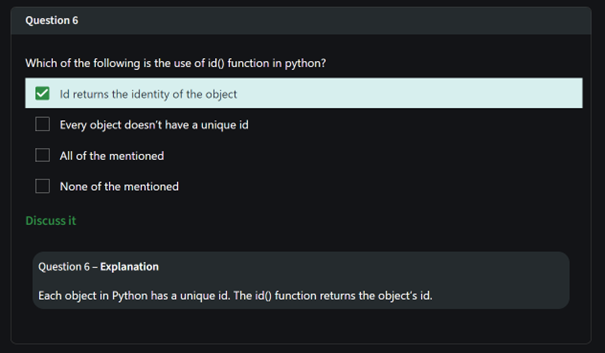 Question 6
Which of the following is the use of id() function in python?
Id returns the identity of the object
Every object doesn't have a unique id
All of the mentioned
None of the mentioned
Discuss it
Question 6 – Explanation
Each object in Python has a unique id. The id() function returns the object's id.